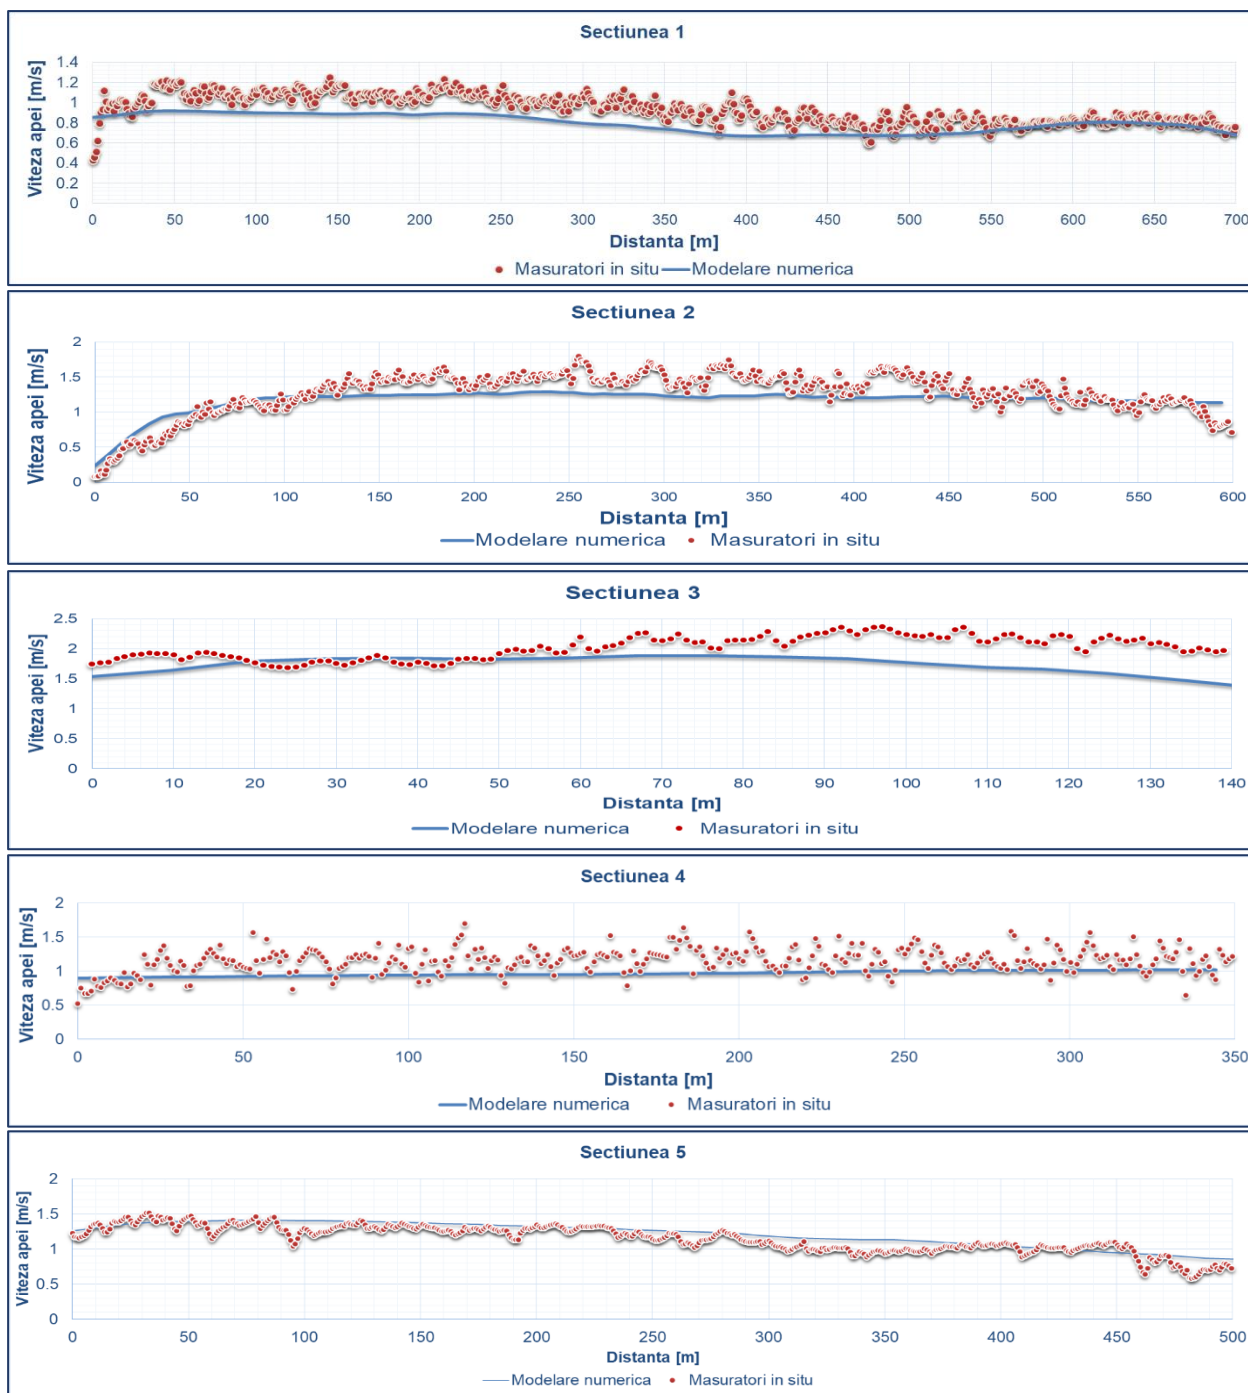 Sectiunea 1
Viteza apei [m/s]
1.4
1.2
1
0.8
0.6
0.4
0.2
0
0 50 100 150 200 250 300 350 400 450 500 550 600 650 700
Distanta [m]
Masuratori in situ Modelare numerica
Sectiunea 2
Viteza apei [m/s]
2
1.5
1
0.5
0
0 50 100 150 200 250 300 350 400 450 500 550 600
Distanta [m]
Modelare numerica Masuratori in situ
Sectiunea 3
Viteza apei [m/s]
2.5
2
1.5
1
0.5
0
0 10 20 30 40 50 60 70 80 90 100 110 120 130 140
Distanta [m]
Modelare numerica Masuratori in situ
Sectiunea 4
Viteza apei [m/s]
2
1.5
1
0.5
0
0 50 100 150 200 250 300 350
Distanta [m]
Modelare numerica Masuratori in situ
Sectiunea 5
Viteza apei [m/s]
2
1.5
1
0.5
0
0 50 100 150 200 250 300 350 400 450 500
Distanta [m]
Modelare numerica Masuratori in situ